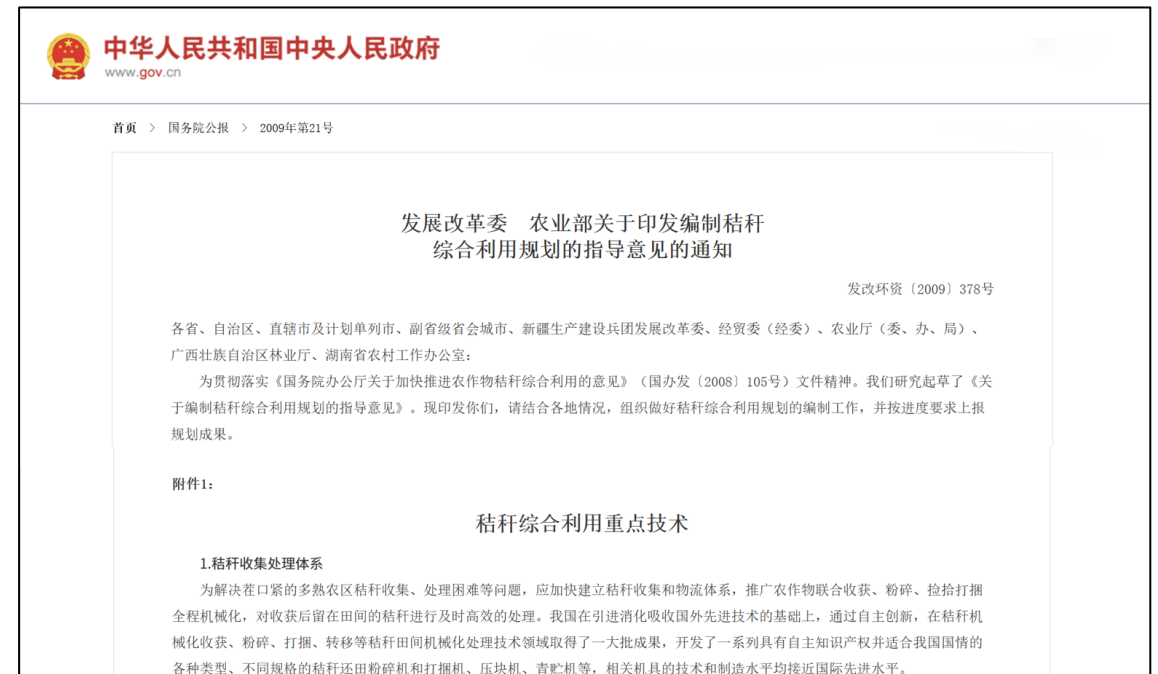 中华人民共和国中央人民政府
www.gov.cn
首页 > 国务院公报 > 2009年第21号
发展改革委 农业部关于印发编制秸秆
综合利用规划的指导意见的通知
发改环资〔2009〕378号
各省、自治区、直辖市及计划单列市、副省级省会城市、新疆生产建设兵团发展改革委、经贸委（经委）、农业厅（委、办、局）、
广西壮族自治区林业厅、湖南省农村工作办公室：
为贯彻落实《国务院办公厅关于加快推进农作物秸秆综合利用的意见》（国办发〔2008〕105号）文件精神。我们研究起草了《关
于编制秸秆综合利用规划的指导意见》。现印发你们，请结合各地情况，组织做好秸秆综合利用规划的编制工作，并按进度要求上报
规划成果。
附件1：
秸秆综合利用重点技术
1.秸秆收集处理体系
为解决茬口紧的多熟农区秸秆收集、处理困难等问题，应加快建立秸秆收集和物流体系，推广农作物联合收获、粉碎、捡拾打捆
全程机械化，对收获后留在田间的秸秆进行及时高效的处理。我国在引进消化吸收国外先进技术的基础上，通过自主创新，在秸秆机
械化收获、粉碎、打捆、转移等秸秆田间机械化处理技术领域取得了一大批成果，开发了一系列具有自主知识产权并适合我国国情的
各种类型、不同规格的秸秆还田粉碎机和打捆机、压块机、青贮机等，相关机具的技术和制造水平均接近国际先进水平。